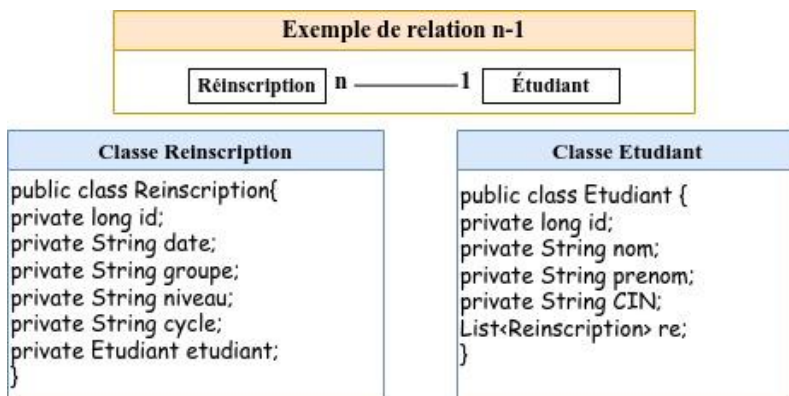 Exemple de relation n-1
Réinscription n 1 Étudiant
Classe Reinscription
public class Reinscription{
private long id;
private String date;
private String groupe;
private String niveau;
private String cycle;
private Etudiant etudiant;
}
Classe Etudiant
public class Etudiant {
private long id;
private String nom;
private String prenom;
private String CIN;
List<Reinscription> re;
}